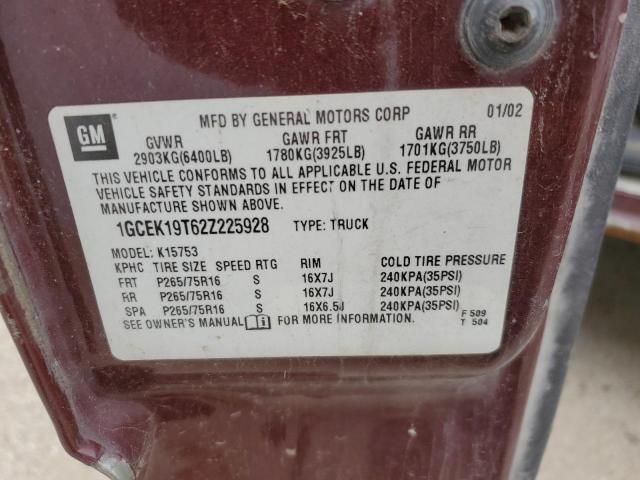 GM
MFD BY GENERAL MOTORS CORP 01/02
GVWR GAWR FRT GAWR RR
2903KG(6400LB) 1780KG(3925LB) 1701KG(3750LB)
THIS VEHICLE CONFORMS TO ALL APPLICABLE U.S. FEDERAL MOTOR
VEHICLE SAFETY STANDARDS IN EFFECT ON THE DATE OF
MANUFACTURE SHOWN ABOVE.
1GCEK19T62Z225928 TYPE: TRUCK
MODEL: K15753
KPHC TIRE SIZE SPEED RTG RIM COLD TIRE PRESSURE
FRT P265/75R16 S 16X7J 240KPA(35PSI)
RR P265/75R16 S 16X7J 240KPA(35PSI)
SPA P265/75R16 S 16X6.5J 240KPA(35PSI)
SEE OWNER'S MANUAL FOR MORE INFORMATION.
F 509
T 504